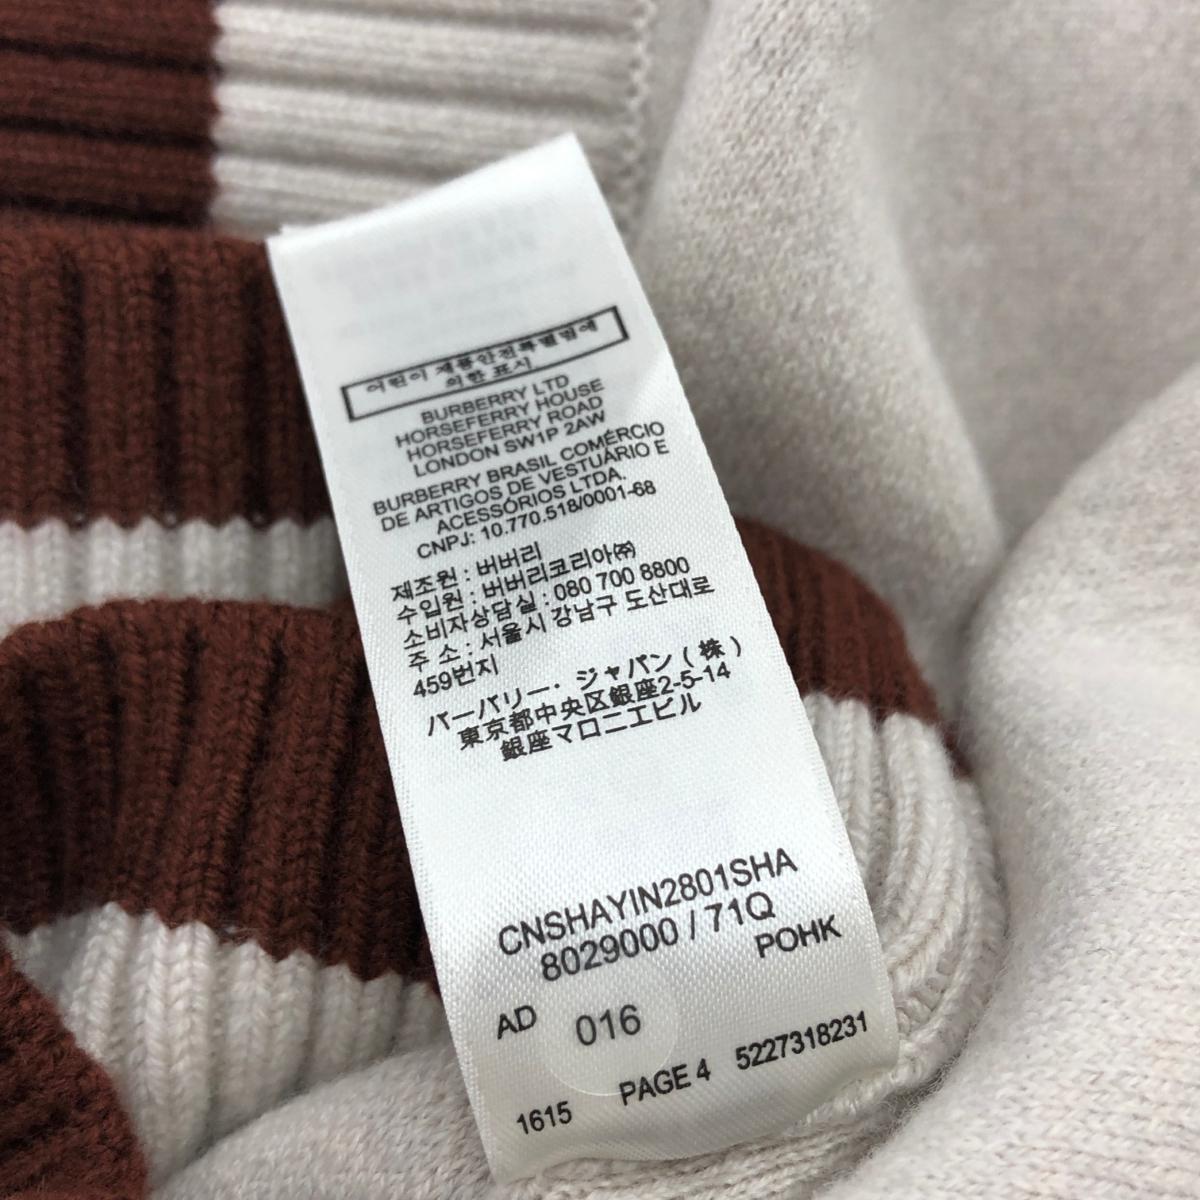 어린이 제품안전특별법에
의한 표시
BURBERRY LTD
HORSEFERRY HOUSE
HORSEFERRY ROAD
LONDON SW1P 2AW
BURBERRY BRASIL COMÉRCIO
DE ARTIGOS DE VESTUÁRIO E
ACESSÓRIOS LTDA.
CNPJ: 10.770.518/0001-68
제조원 : 버버리
수입원 : 버버리코리아㈜
소비자상담실 : 080 700 8800
주 소 : 서울시 강남구 도산대로
459번지
バーバリー・ジャパン ( 株 )
東京都中央区銀座2-5-14
銀座マロニエビル
CNSHAYIN2801SHA
8029000 / 71Q
POHK
AD 016
1615 PAGE 4 5227318231